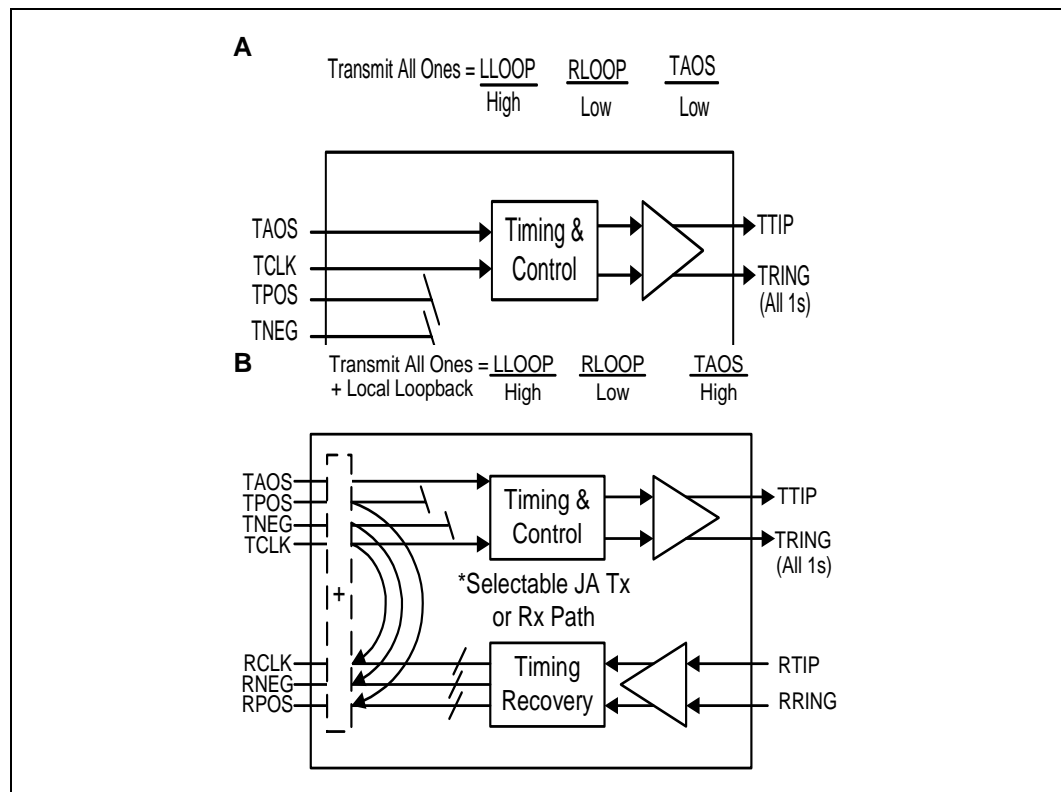 A
Transmit All Ones = LLOOP RLOOP TAOS
High Low Low
TAOS
TCLK
TPOS
TNEG
Timing &
Control
TTIP
TRING
(All 1s)
B
Transmit All Ones = LLOOP RLOOP TAOS
+ Local Loopback High Low High
TAOS
TPOS
TNEG
TCLK
Timing &
Control
TTIP
TRING
(All 1s)
*Selectable JA Tx
or Rx Path
+
RCLK
RNEG
RPOS
Timing
Recovery
RTIP
RRING